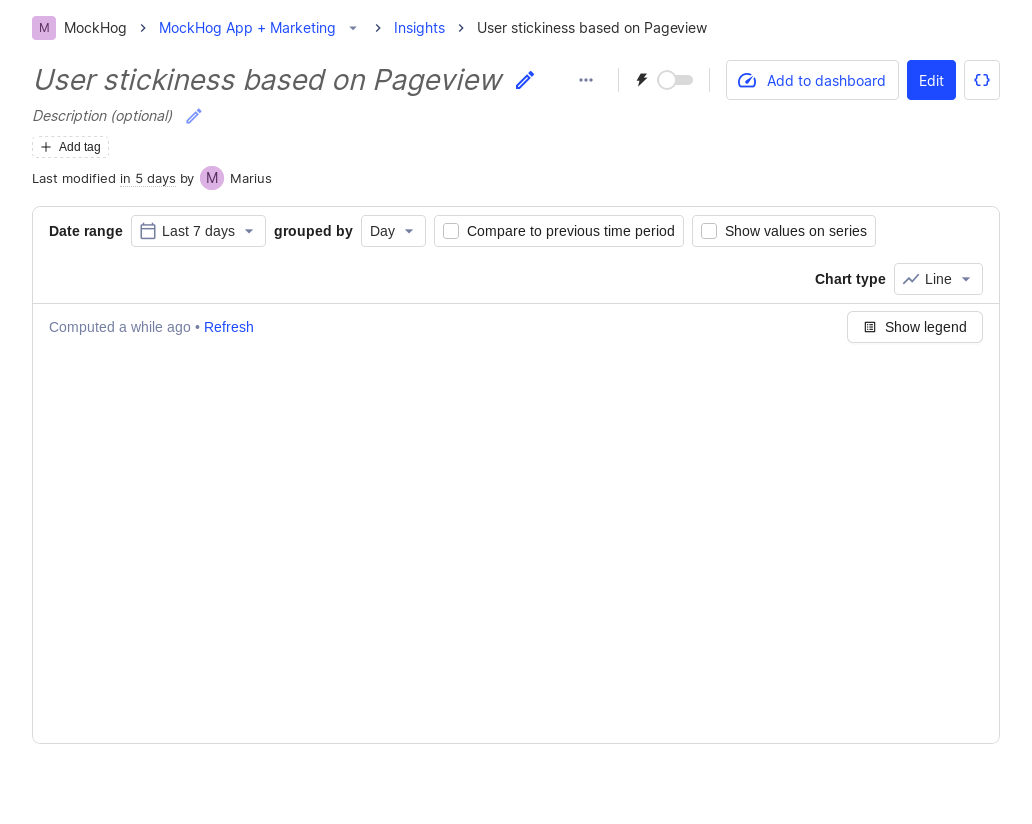 M MockHog MockHog App + Marketing Insights User stickiness based on Pageview
User stickiness based on Pageview Add to dashboard Edit
Description (optional)
Add tag
Last modified in 5 days by M Marius
Date range Last 7 days grouped by Day Compare to previous time period Show values on series
Chart type Line
Computed a while ago • Refresh Show legend